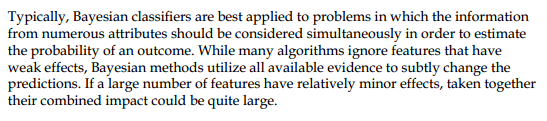 Typically, Bayesian classifiers are best applied to problems in which the information
from numerous attributes should be considered simultaneously in order to estimate
the probability of an outcome. While many algorithms ignore features that have
weak effects, Bayesian methods utilize all available evidence to subtly change the
predictions. If a large number of features have relatively minor effects, taken together
their combined impact could be quite large.